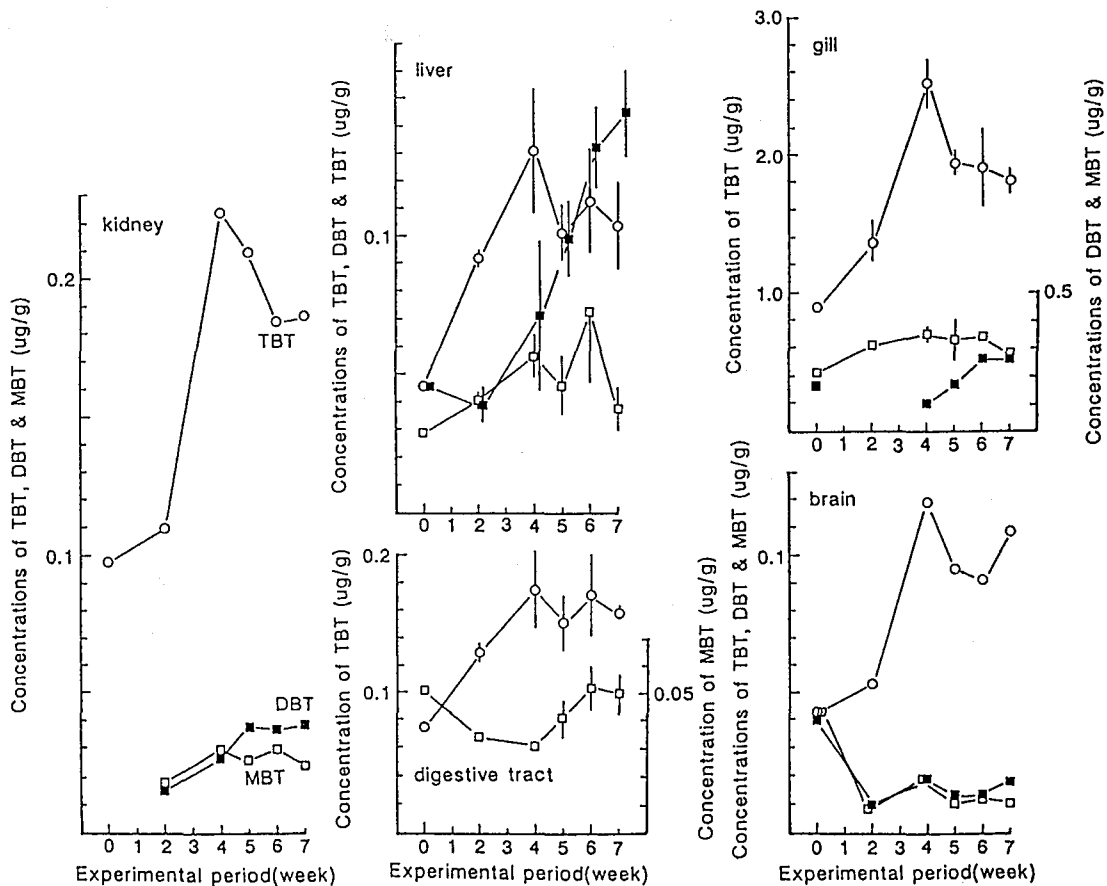 Concentrations of TBT, DBT & MBT (ug/g)
kidney
0.2
0.1
TBT
DBT
MBT
0 1 2 3 4 5 6 7
Experimental period(week)
Concentrations of TBT, DBT & TBT (ug/g)
liver
0.1
0 1 2 3 4 5 6 7
Concentration of TBT (ug/g)
0.2
0.1
digestive tract
0.05
Concentration of MBT (ug/g)
0 1 2 3 4 5 6 7
Experimental period(week)
Concentration of TBT (ug/g)
3.0
gill
2.0
1.0
0.5
Concentrations of DBT & MBT (ug/g)
0 1 2 3 4 5 6 7
Concentrations of TBT, DBT & MBT (ug/g)
brain
0.1
0 1 2 3 4 5 6 7
Experimental period(week)